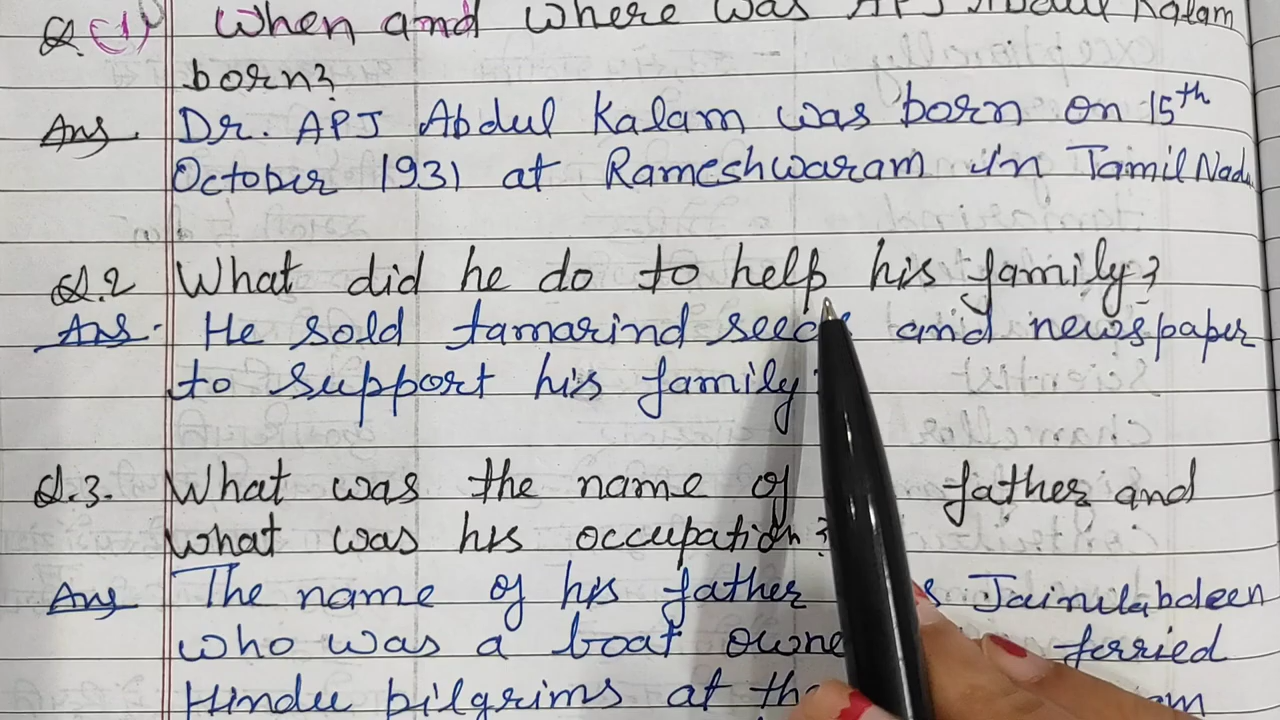 Q.(1) When and where was APJ Abdul Kalam
born?
Ans. Dr. APJ Abdul Kalam was born on 15th
October 1931 at Rameshwaram in Tamil Nadu
Q.2 What did he do to help his family?
Ans. He sold tamarind seeds and newspaper
to support his family.
Q.3. What was the name of father and
what was his occupation?
Ans The name of his father Jainulabdeen
who was a boat ferried
Hindu pilgrims at